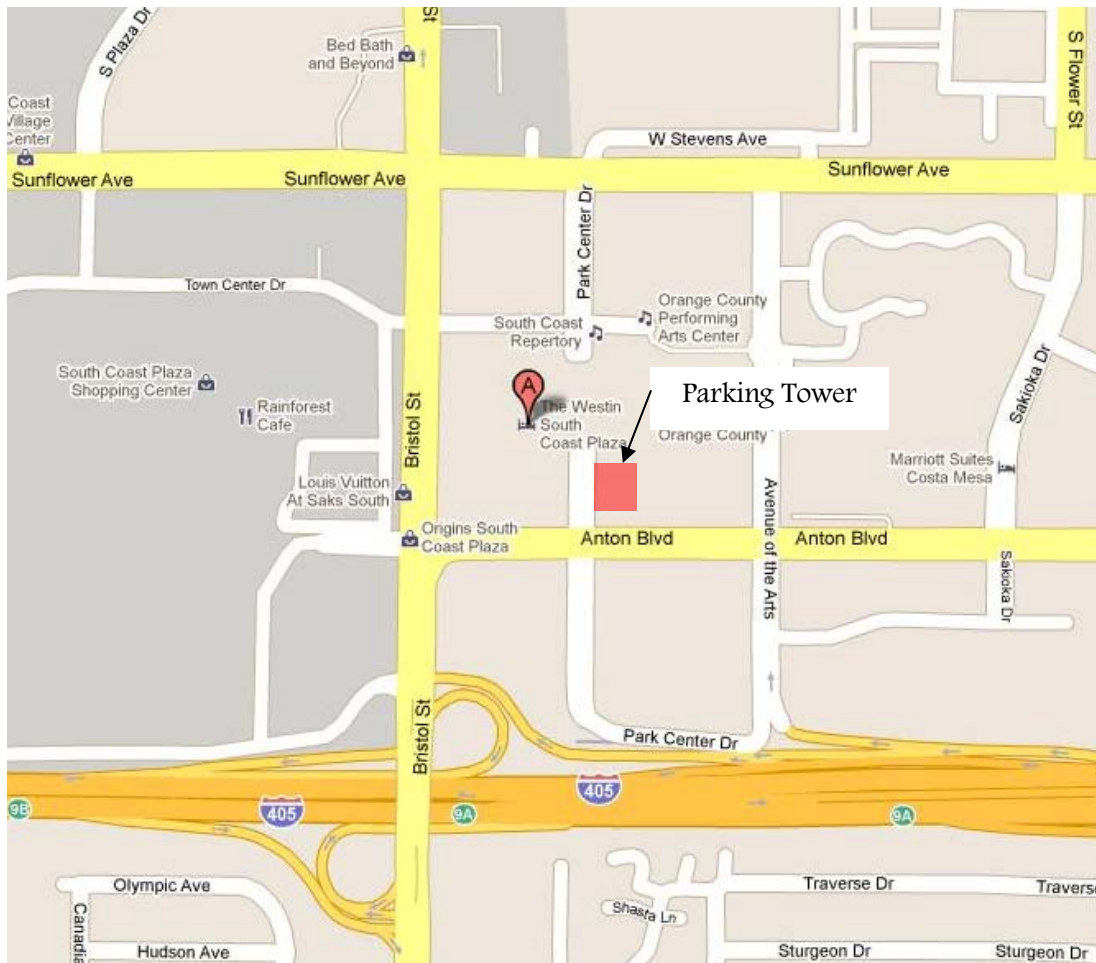 St
S Plaza Dr
Bed Bath
and Beyond
S Flower St
Coast
Village
Center
W Stevens Ave
Sunflower Ave
Sunflower Ave
Sunflower Ave
Park Center Dr
Town Center Dr
South Coast
Repertory
Orange County
Performing
Arts Center
South Coast Plaza
Shopping Center
Rainforest
Cafe
Bristol St
A
The Westin
South
Coast Plaza
Parking Tower
Orange County
Sakioka Dr
Marriott Suites
Costa Mesa
Louis Vuitton
At Saks South
Origins South
Coast Plaza
Anton Blvd
Avenue of the Arts
Anton Blvd
Sakioka Dr
Bristol St
Park Center Dr
9B
405
9A
405
9A
Olympic Ave
Canadia
Hudson Ave
Shasta Ln
Traverse Dr
Traverse
Sturgeon Dr
Sturgeon Dr